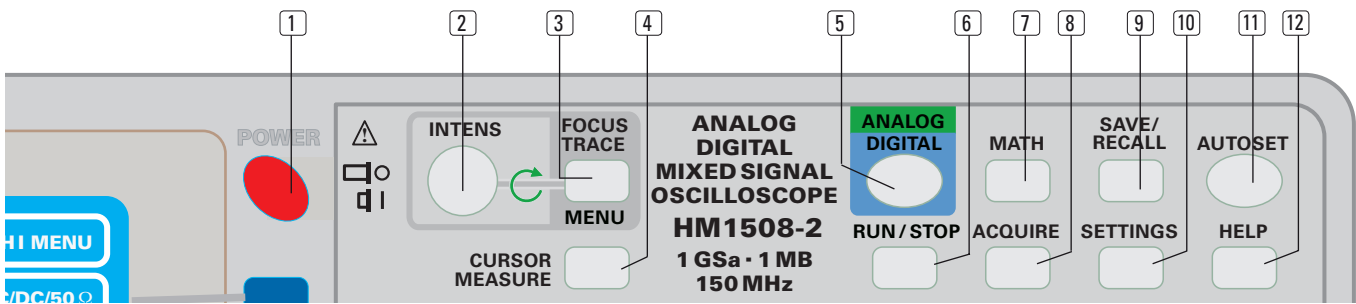 1 2 3 4 5 6 7 8 9 10 11 12
POWER
INTENS
FOCUS
TRACE
MENU
CURSOR
MEASURE
ANALOG
DIGITAL
MIXED SIGNAL
OSCILLOSCOPE
HM1508-2
1 GSa · 1 MB
150 MHz
ANALOG
DIGITAL
RUN / STOP
MATH
ACQUIRE
SAVE/
RECALL
SETTINGS
AUTOSET
HELP
H I MENU
C/DC/50 Ω